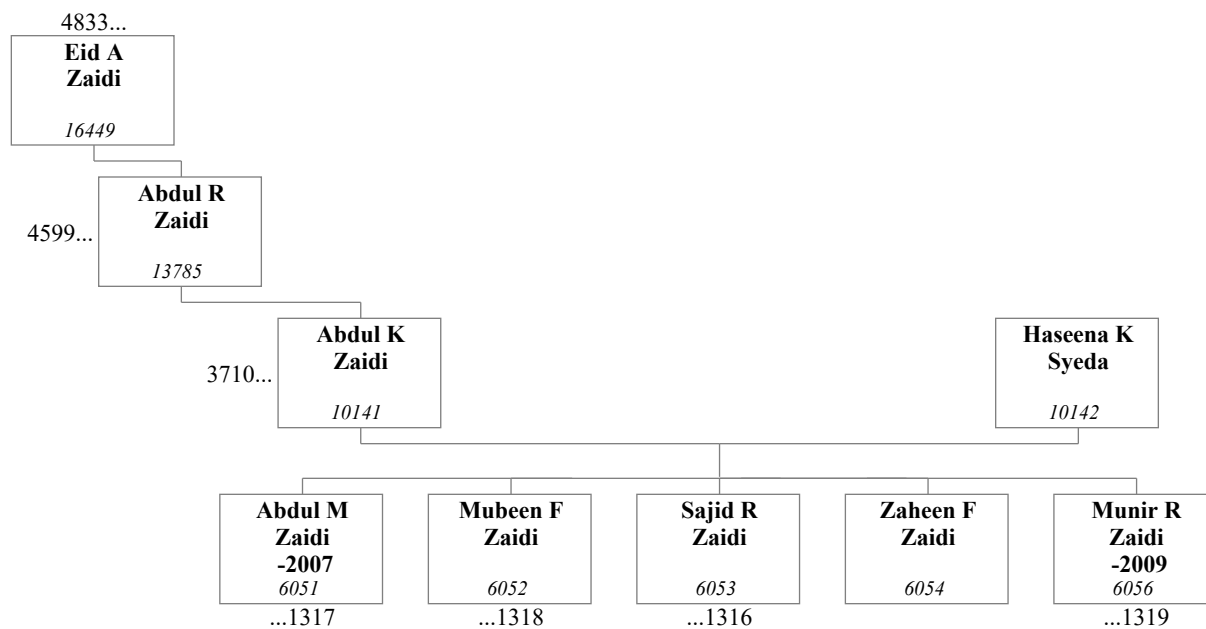 4833...
Eid A
Zaidi
16449
Abdul R
Zaidi
4599...
13785
Abdul K
Zaidi
3710...
10141
Haseena K
Syeda
10142
Abdul M
Zaidi
-2007
6051
...1317
Mubeen F
Zaidi
6052
...1318
Sajid R
Zaidi
6053
...1316
Zaheen F
Zaidi
6054
Munir R
Zaidi
-2009
6056
...1319